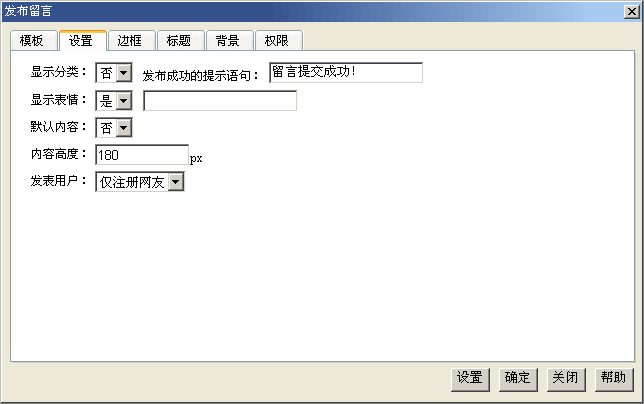 发布留言
模板 设置 边框 标题 背景 权限
显示分类： 否 发布成功的提示语句： 留言提交成功!
显示表情： 是
默认内容： 否
内容高度： 180 px
发表用户： 仅注册网友
设置 确定 关闭 帮助